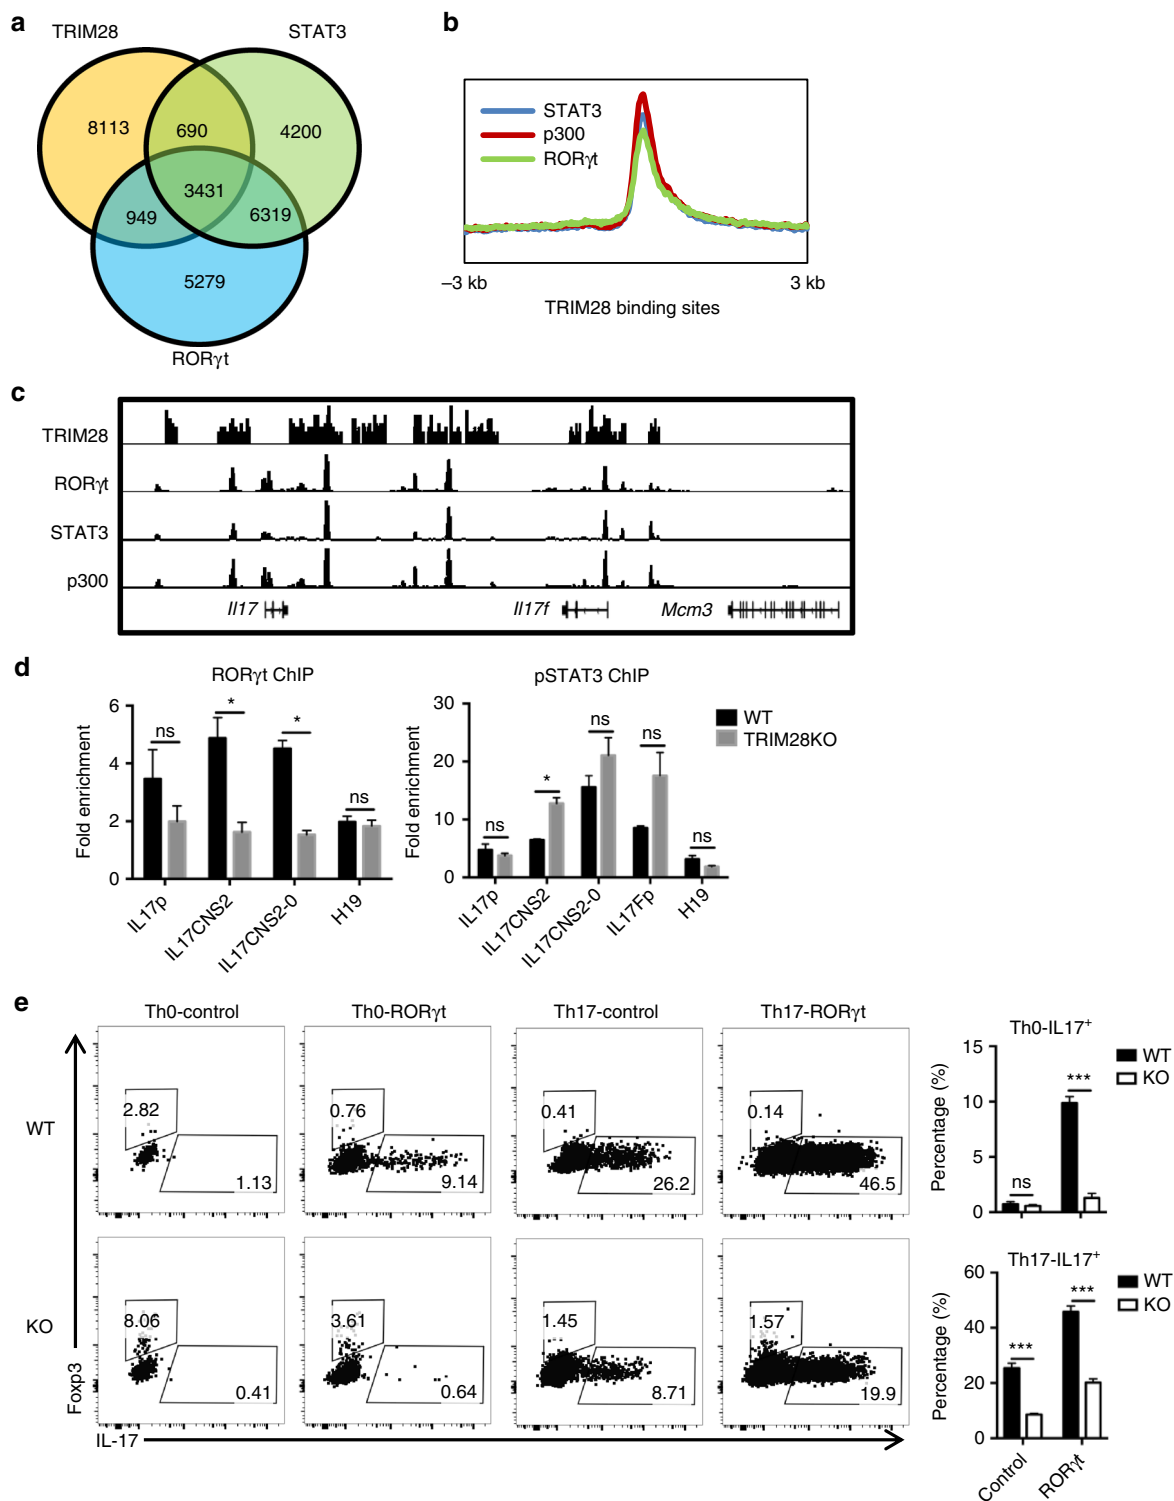 a
TRIM28
STAT3
8113
690
4200
3431
949
6319
5279
RORγt
b
STAT3
p300
RORγt
–3 kb
3 kb
TRIM28 binding sites
c
TRIM28
RORγt
STAT3
p300
Il17
Il17f
Mcm3
d
RORγt ChIP
Fold enrichment
6
4
2
0
ns
*
*
ns
IL17p
IL17CNS2
IL17CNS2-0
H19
pSTAT3 ChIP
Fold enrichment
30
20
10
0
ns
*
ns
ns
ns
IL17p
IL17CNS2
IL17CNS2-0
IL17Fp
H19
WT
TRIM28KO
e
Th0-control
Th0-RORγt
Th17-control
Th17-RORγt
WT
2.82
1.13
0.76
9.14
0.41
26.2
0.14
46.5
KO
8.06
0.41
3.61
0.64
1.45
8.71
1.57
19.9
Foxp3
IL-17
Th0-IL17+
Percentage (%)
15
10
5
0
ns
***
WT
KO
Th17-IL17+
Percentage (%)
60
40
20
0
***
***
WT
KO
Control
RORγt